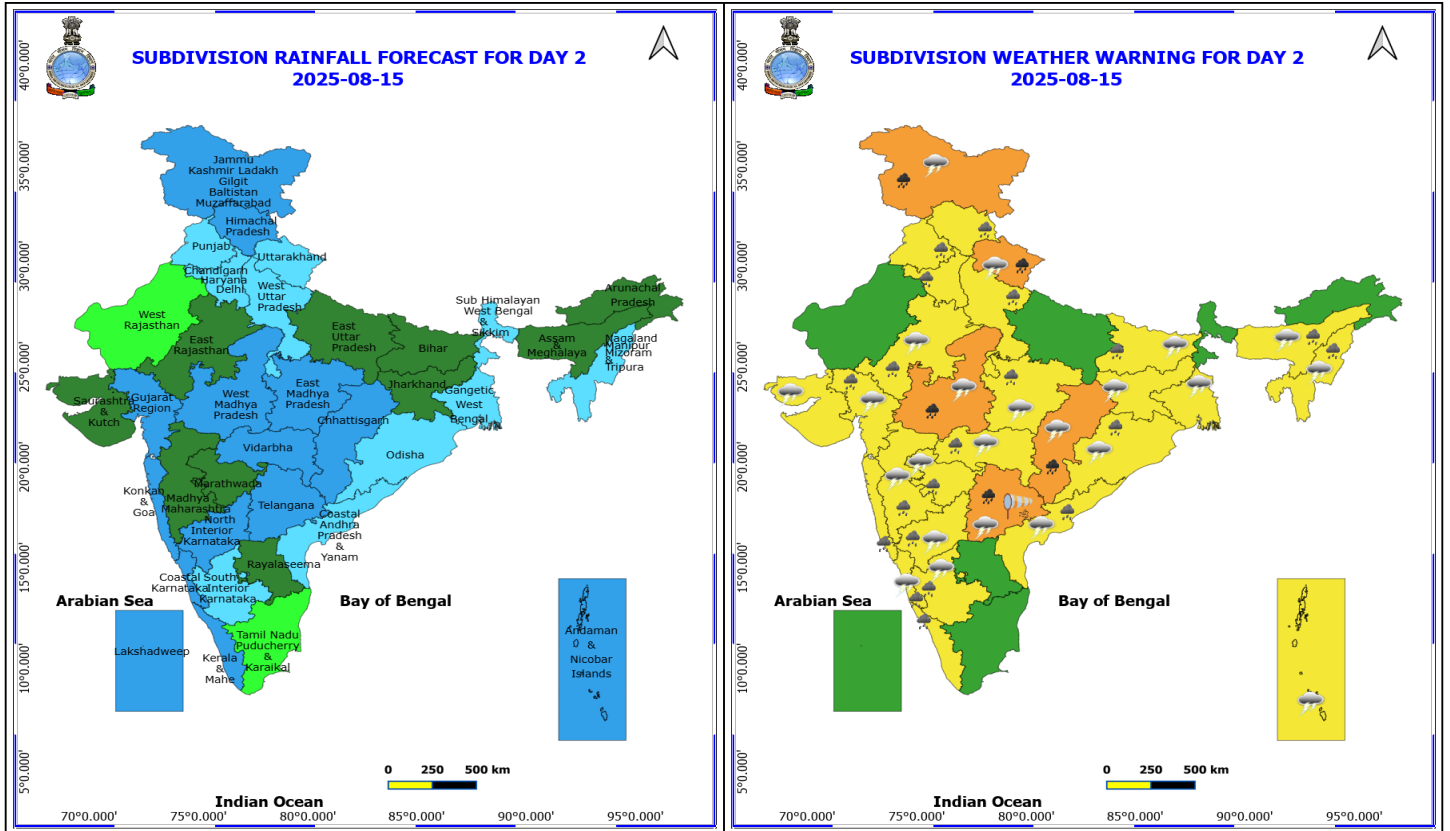 SUBDIVISION RAINFALL FORECAST FOR DAY 2
2025-08-15
40°0.000'
35°0.000'
30°0.000'
25°0.000'
20°0.000'
15°0.000'
10°0.000'
5°0.000'
Jammu
Kashmir Ladakh
Gilgit
Baltistan
Muzaffarabad
Himachal
Pradesh
Punjab
Uttarakhand
Chandigarh
Haryana
Delhi
West
Uttar
Pradesh
West
Rajasthan
East
Rajasthan
East
Uttar
Pradesh
Bihar
Sub Himalayan
West Bengal
&
Sikkim
Arunachal
Pradesh
Assam
&
Meghalaya
Nagaland
Manipur
Mizoram
&
Tripura
Jharkhand
Gangetic
West
Bengal
Saurashtra
&
Kutch
Gujarat
Region
West
Madhya
Pradesh
East
Madhya
Pradesh
Chhattisgarh
Vidarbha
Odisha
Marathwada
Madhya
Maharashtra
Konkan
&
Goa
Telangana
North
Interior
Karnataka
Coastal
Andhra
Pradesh
&
Yanam
Rayalaseema
Coastal
Karnataka
South
Interior
Karnataka
Arabian Sea
Bay of Bengal
Tamil Nadu
Puducherry
&
Karaikal
Kerala
&
Mahe
Lakshadweep
Andaman
&
Nicobar
Islands
0 250 500 km
Indian Ocean
70°0.000' 75°0.000' 80°0.000' 85°0.000' 90°0.000' 95°0.000'
SUBDIVISION WEATHER WARNING FOR DAY 2
2025-08-15
40°0.000'
35°0.000'
30°0.000'
25°0.000'
20°0.000'
15°0.000'
10°0.000'
5°0.000'
Arabian Sea
Bay of Bengal
0 250 500 km
Indian Ocean
70°0.000' 75°0.000' 80°0.000' 85°0.000' 90°0.000' 95°0.000'